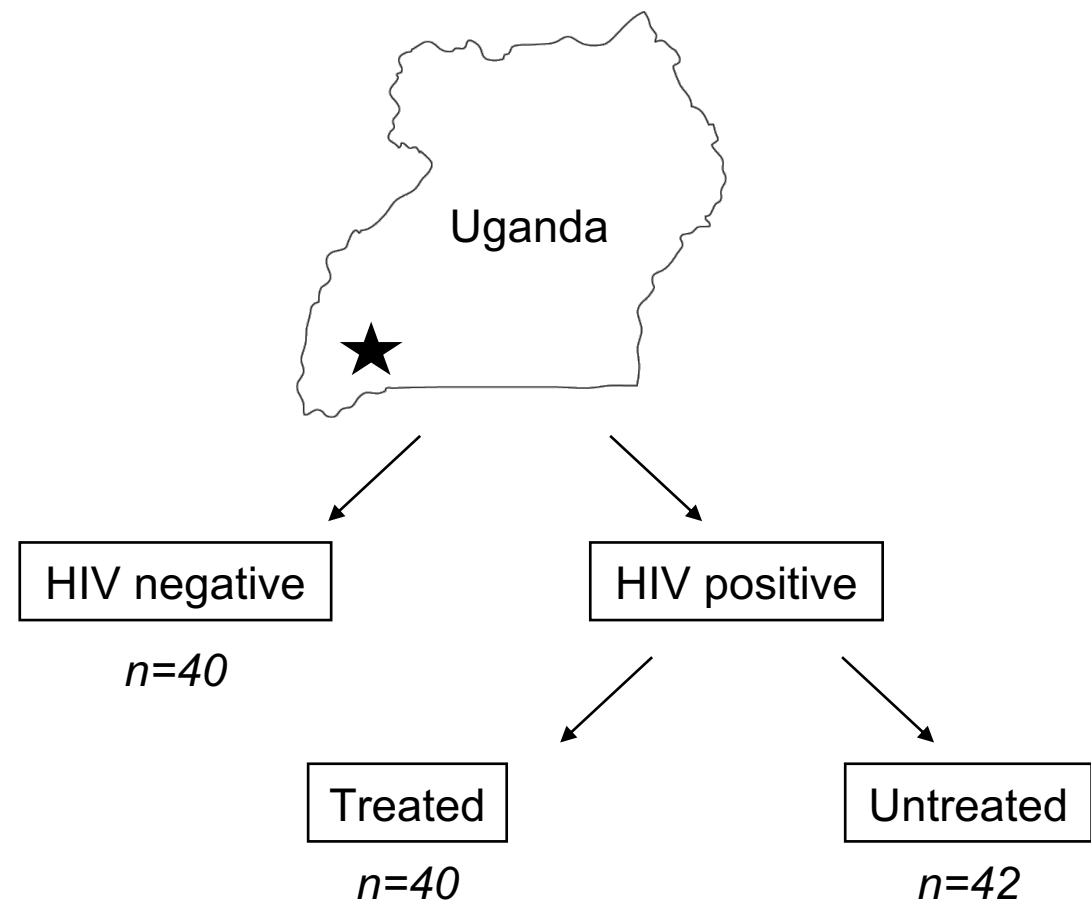 Uganda
HIV negative
HIV positive
n=40
Treated
Untreated
n=40
n=42